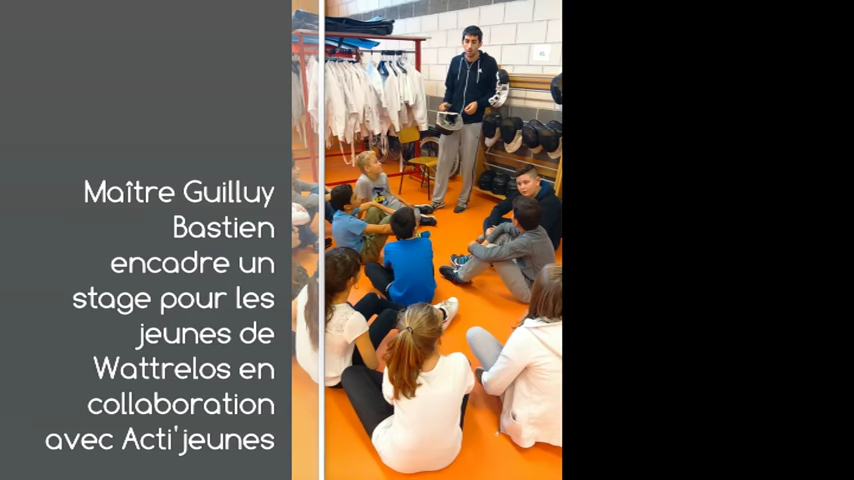 Maître Guilluy
Bastien
encadre un
stage pour les
jeunes de
Wattrelos en
collaboration
avec Acti'jeunes